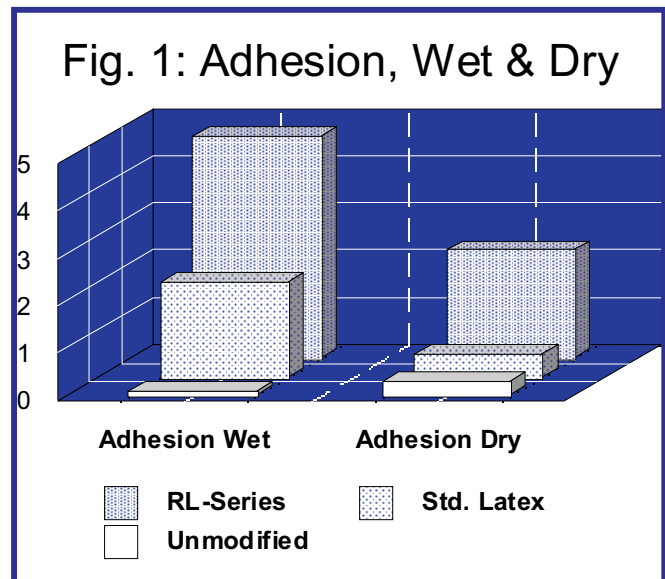 Fig. 1: Adhesion, Wet & Dry
5
4
3
2
1
0
Adhesion Wet Adhesion Dry
RL-Series Std. Latex
Unmodified